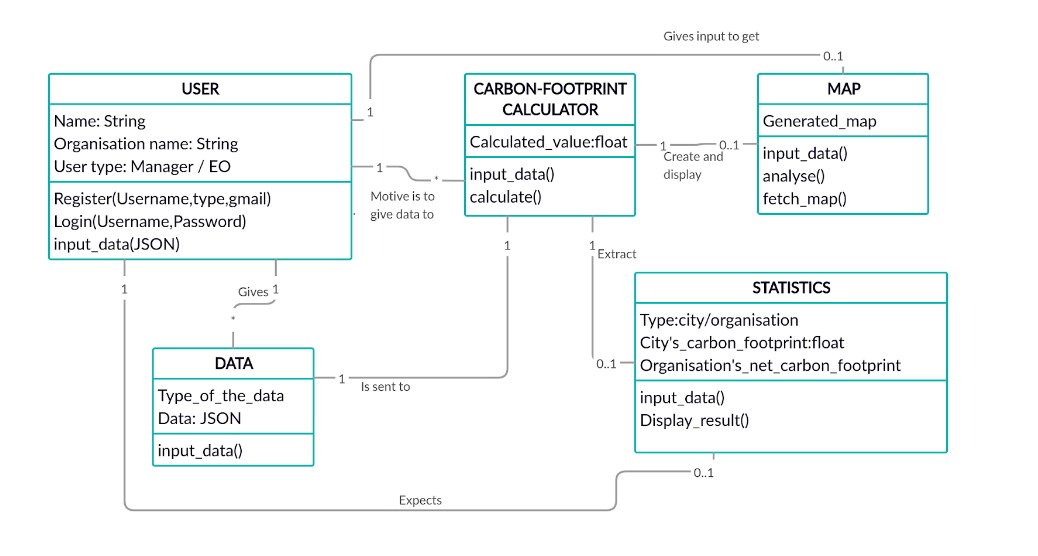 Gives input to get
0..1
1
USER
Name: String
Organisation name: String
User type: Manager / EO
Register(Username,type,gmail)
Login(Username,Password)
input_data(JSON)
CARBON-FOOTPRINT
CALCULATOR
Calculated_value:float
input_data()
calculate()
MAP
Generated_map
input_data()
analyse()
fetch_map()
1
*
Motive is to
give data to
1
0..1
Create and
display
1
1
Extract
1
Gives
1
*
STATISTICS
Type:city/organisation
City's_carbon_footprint:float
Organisation's_net_carbon_footprint
input_data()
Display_result()
0..1
DATA
Type_of_the_data
Data: JSON
input_data()
1
Is sent to
0..1
Expects